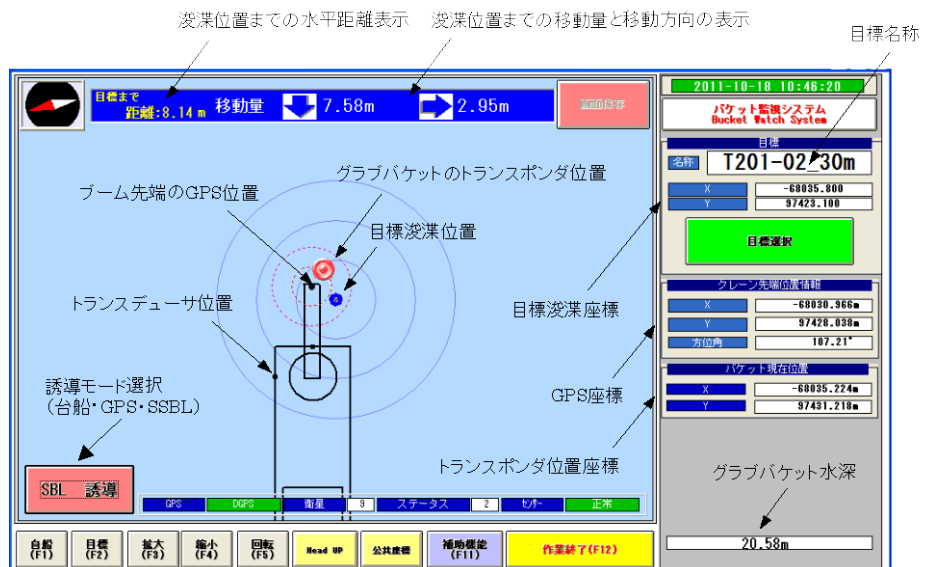 浚渫位置までの水平距離表示
浚渫位置までの移動量と移動方向の表示
目標名称
目標まで
距離:8.14 m
移動量
7.58m
2.95m
画面保存
2011-10-18 10:46:20
バケット監視システム
Bucket Watch System
目標
名称
T201-02_30m
X
-68035.800
Y
97423.100
目標選択
グラブバケットのトランスポンダ位置
ブーム先端のGPS位置
目標浚渫位置
トランスデューサ位置
目標浚渫座標
クレーン先端位置情報
X
-68030.966m
Y
97428.038m
方位角
107.21°
GPS座標
バケット現在位置
X
-68035.224m
Y
97431.218m
誘導モード選択
(台船・GPS・SSBL)
トランスポンダ位置座標
グラブバケット水深
SBL 誘導
GPS
DGPS
衛星
9
ステータス
2
センサー
正常
20.58m
自船
(F1)
目標
(F2)
拡大
(F3)
縮小
(F4)
回転
(F5)
Head UP
公共座標
補助機能
(F11)
作業終了(F12)